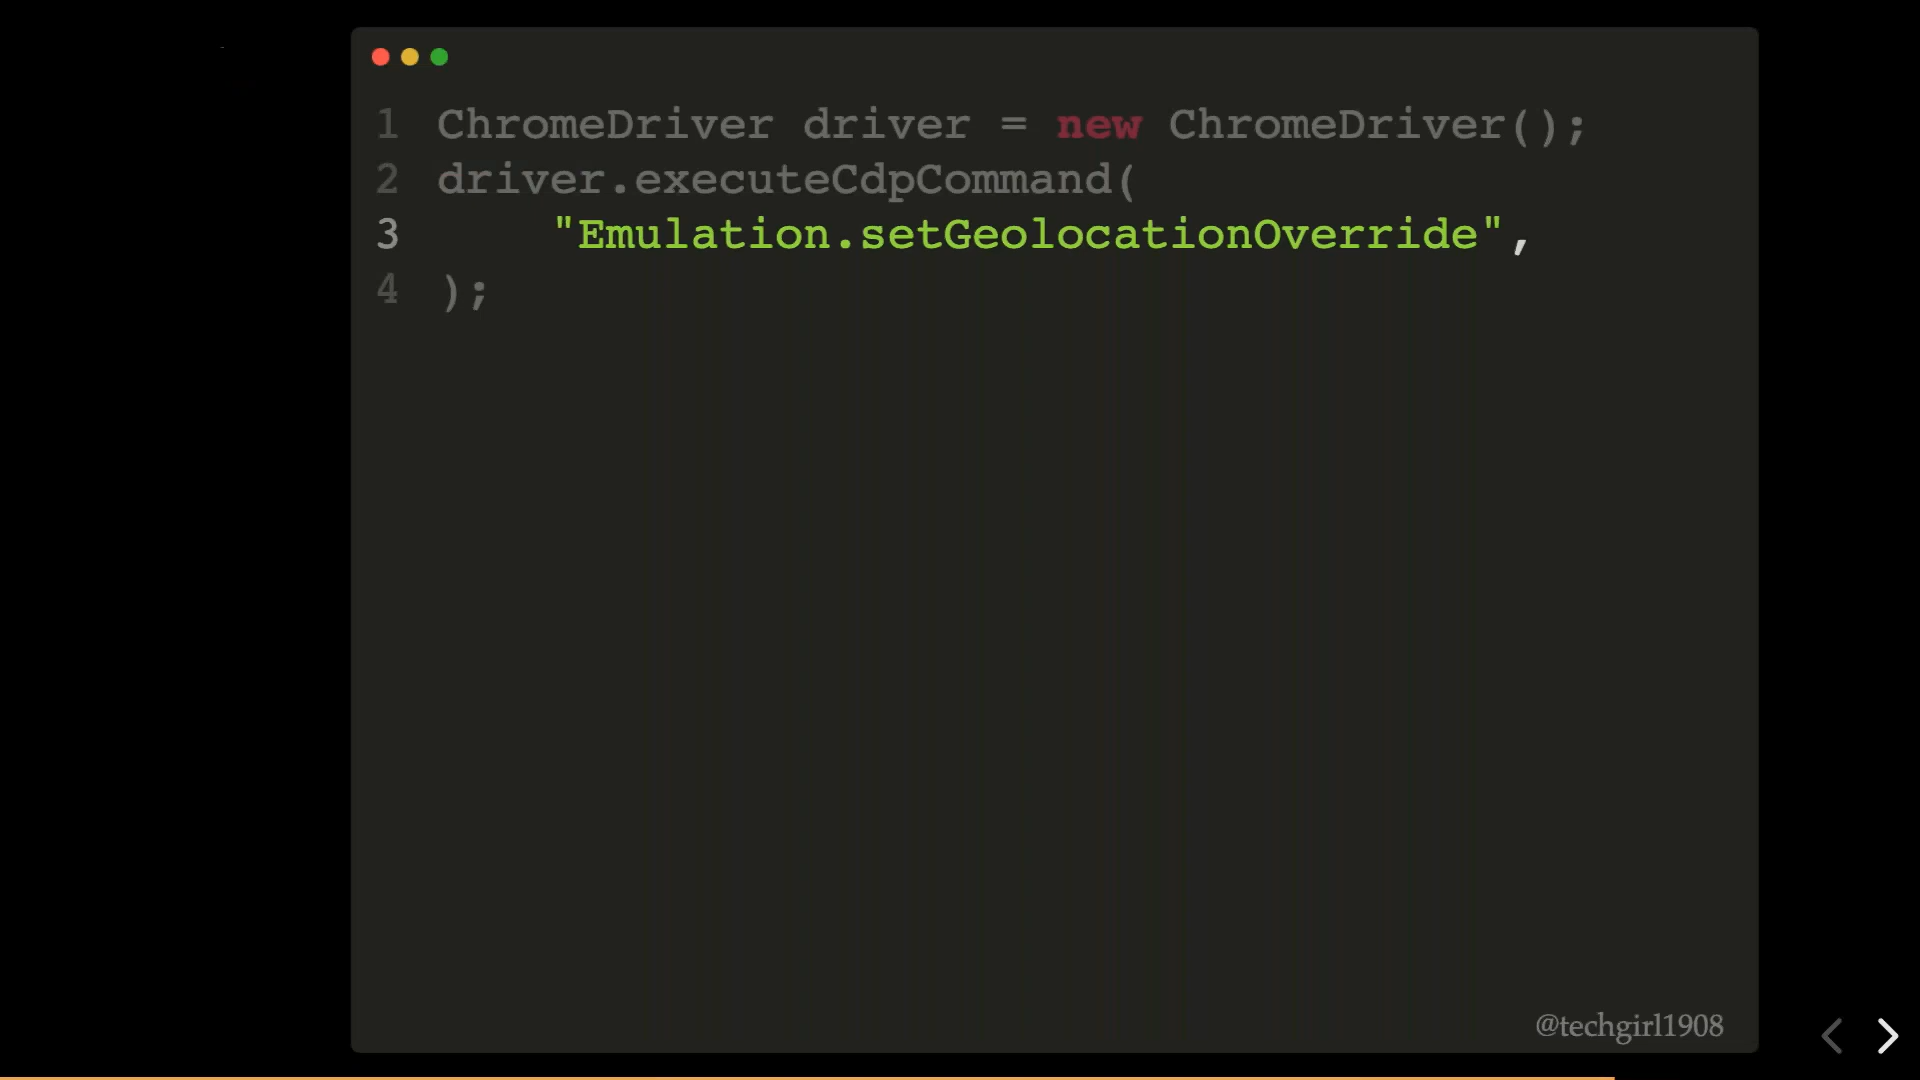 1 ChromeDriver driver = new ChromeDriver();
2 driver.executeCdpCommand(
3 "Emulation.setGeolocationOverride",
4 );
@techgirl1908